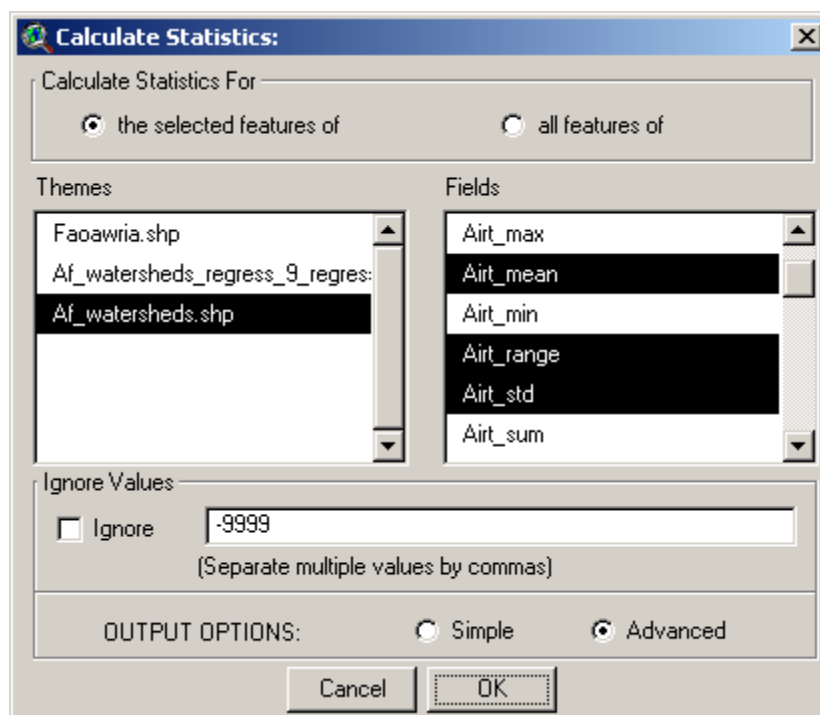 Calculate Statistics:
Calculate Statistics For
the selected features of
all features of
Themes
Fields
Faoawria.shp
Af_watersheds_regress_9_regres
Af_watersheds.shp
Airt_max
Airt_mean
Airt_min
Airt_range
Airt_std
Airt_sum
Ignore Values
Ignore
-9999
(Separate multiple values by commas)
OUTPUT OPTIONS:
Simple
Advanced
Cancel
OK